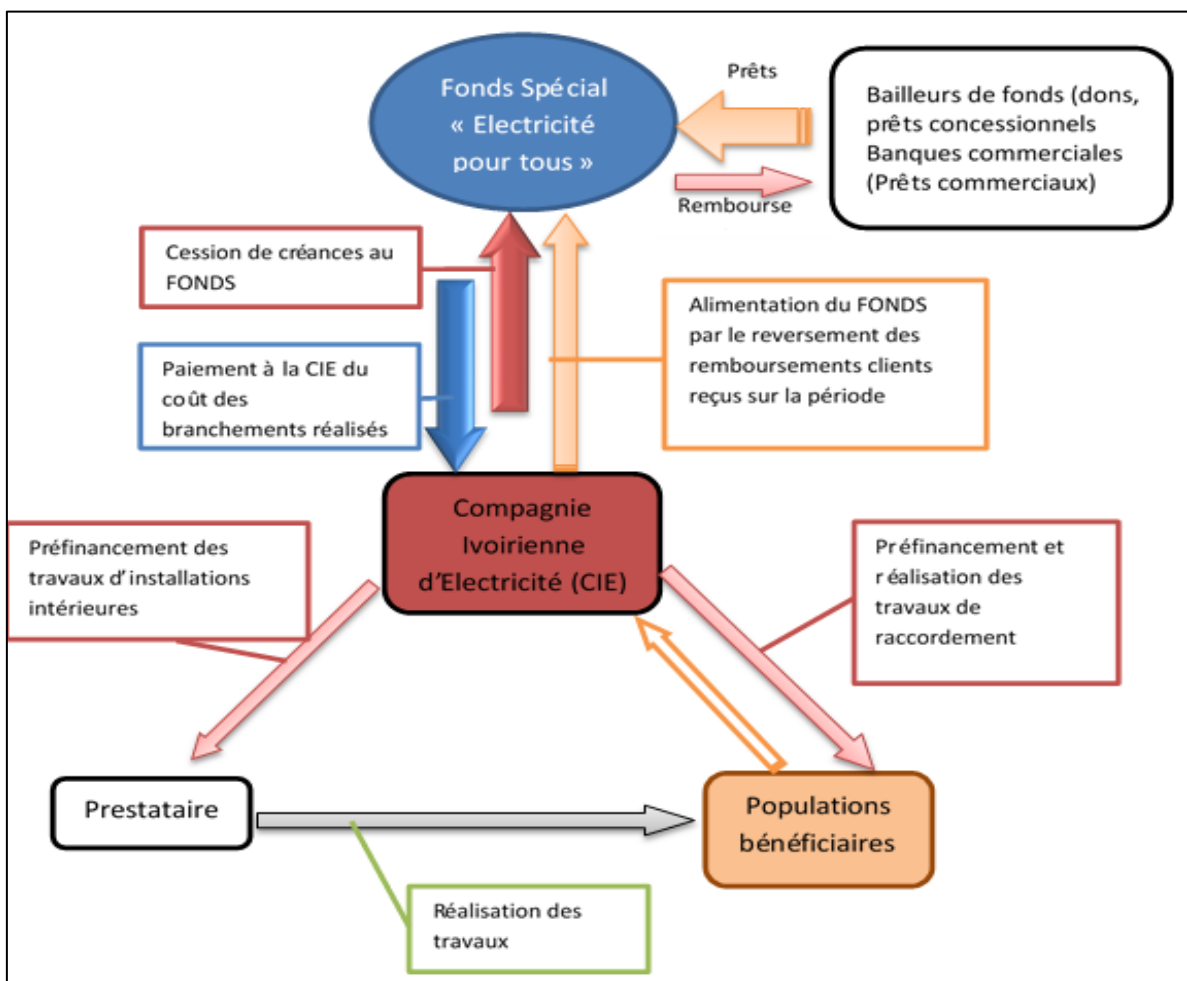 Fonds Spécial
« Electricité
pour tous »
Prêts
Rembourse
Bailleurs de fonds (dons,
prêts concessionnels
Banques commerciales
(Prêts commerciaux)
Cession de créances au
FONDS
Paiement à la CIE du
coût des
branchements réalisés
Alimentation du FONDS
par le reversement des
remboursements clients
reçus sur la période
Compagnie
Ivoirienne
d’Electricité (CIE)
Préfinancement des
travaux d’installations
intérieures
Préfinancement et
réalisation des
travaux de
raccordement
Prestataire
Populations
bénéficiaires
Réalisation des
travaux